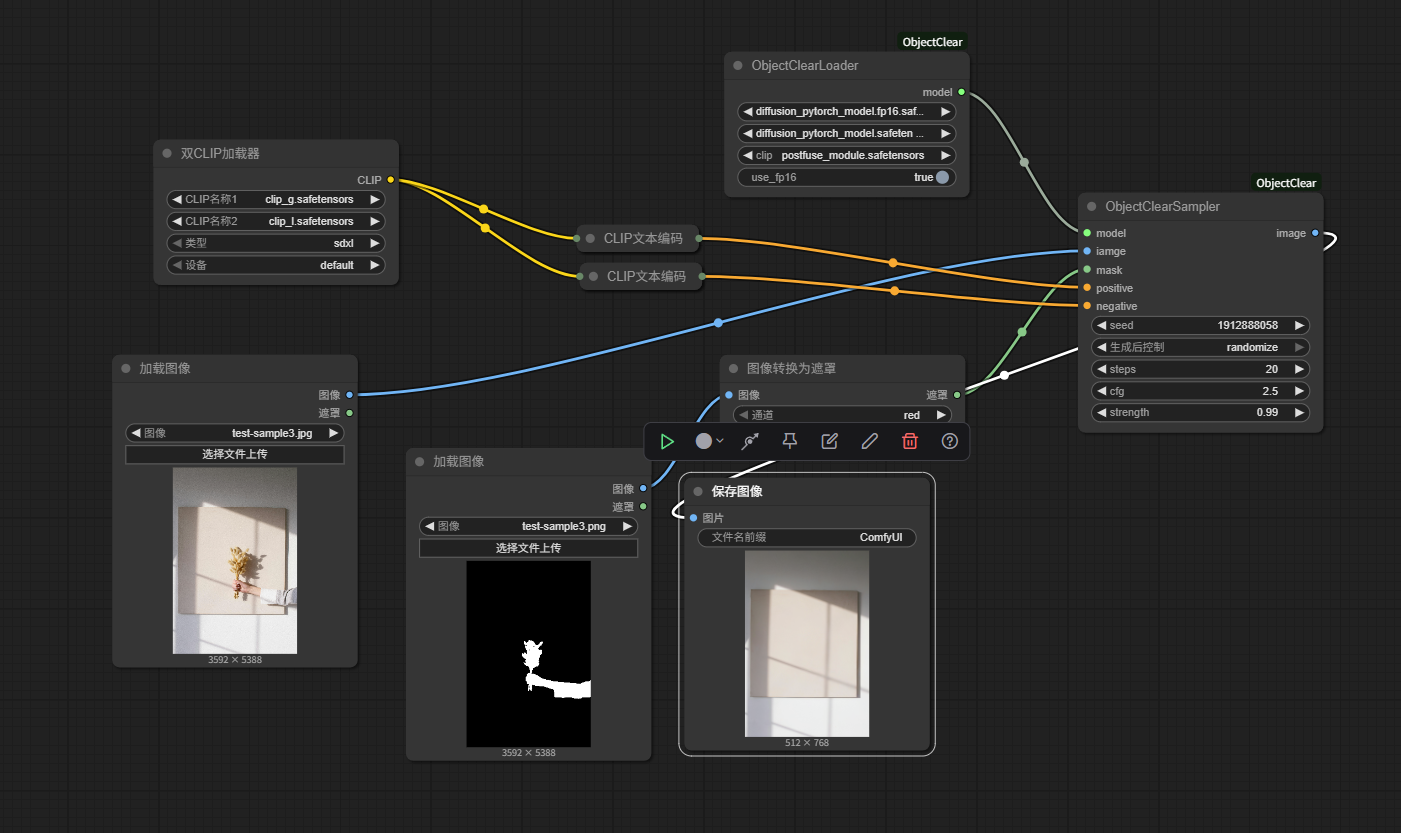 ObjectClear
ObjectClearLoader
model
diffusion_pytorch_model.fp16.saf...
diffusion_pytorch_model.safeten ...
clip postfuse_module.safetensors
use_fp16 true
双CLIP加载器
CLIP
CLIP名称1 clip_g.safetensors
CLIP名称2 clip_l.safetensors
类型 sdxl
设备 default
CLIP文本编码
CLIP文本编码
ObjectClear
ObjectClearSampler
model image
iamge
mask
positive
negative
seed 1912888058
生成后控制 randomize
steps 20
cfg 2.5
strength 0.99
加载图像
图像
遮罩
图像 test-sample3.jpg
选择文件上传
3592 × 5388
图像转换为遮罩
图像 遮罩
通道 red
加载图像
图像
遮罩
图像 test-sample3.png
选择文件上传
3592 × 5388
保存图像
图片
文件名前缀 ComfyUI
512 × 768